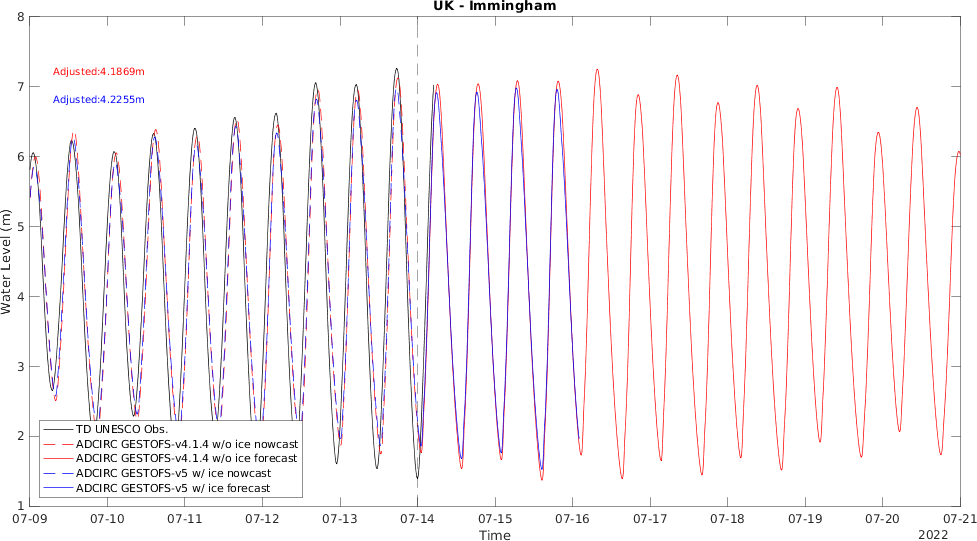 UK - Immingham
8
7
6
5
4
3
2
1
Water Level (m)
Adjusted:4.1869m
Adjusted:4.2255m
TD UNESCO Obs.
ADCIRC GESTOFS-v4.1.4 w/o ice nowcast
ADCIRC GESTOFS-v4.1.4 w/o ice forecast
ADCIRC GESTOFS-v5 w/ ice nowcast
ADCIRC GESTOFS-v5 w/ ice forecast
07-09 07-10 07-11 07-12 07-13 07-14 07-15 07-16 07-17 07-18 07-19 07-20 07-21
Time
2022